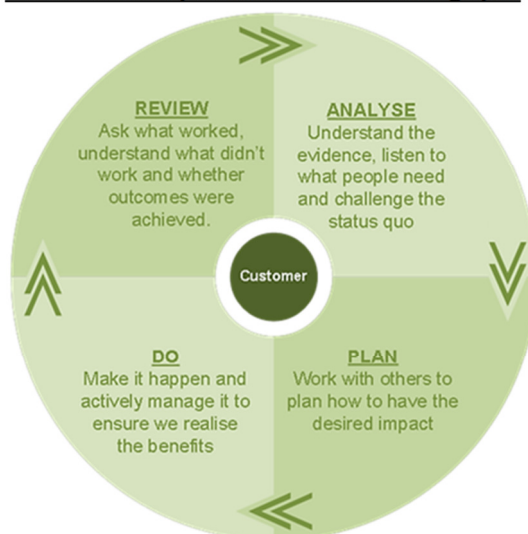 REVIEW
Ask what worked,
understand what didn't
work and whether
outcomes were
achieved.
ANALYSE
Understand the
evidence, listen to
what people need
and challenge the
status quo
Customer
DO
Make it happen and
actively manage it to
ensure we realise
the benefits
PLAN
Work with others to
plan how to have the
desired impact